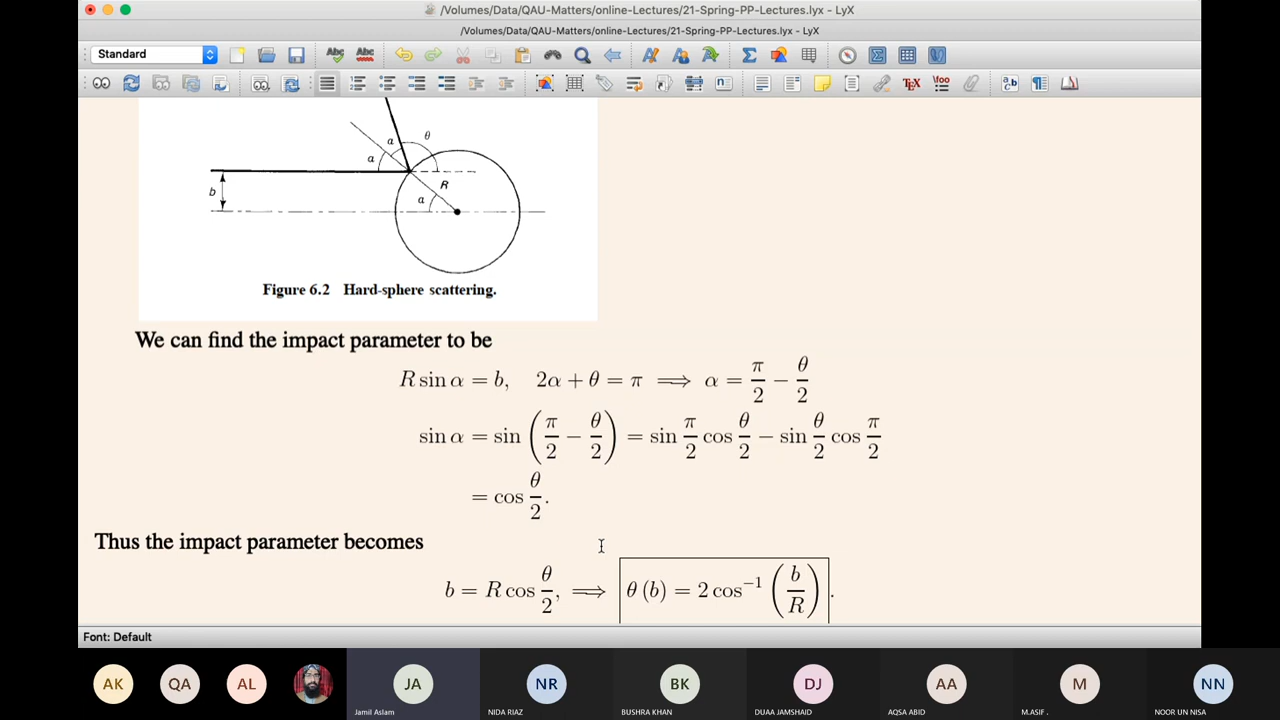 /Volumes/Data/QAU-Matters/online-Lectures/21-Spring-PP-Lectures.lyx - LyX
/Volumes/Data/QAU-Matters/online-Lectures/21-Spring-PP-Lectures.lyx - LyX
Standard
a θ
a
b R
a
Figure 6.2 Hard-sphere scattering.
We can find the impact parameter to be
R sin α = b, 2α + θ = π ⟹ α = π/2 − θ/2
sin α = sin (π/2 − θ/2) = sin π/2 cos θ/2 − sin θ/2 cos π/2
= cos θ/2.
Thus the impact parameter becomes
b = R cos θ/2, ⟹ θ (b) = 2 cos⁻¹ (b/R).
Font: Default
AK QA AL JA NR BK DJ AA M NN
Jamil Aslam NIDA RIAZ BUSHRA KHAN DUAA JAMSHAID AQSA ABID M.ASIF . NOOR UN NISA